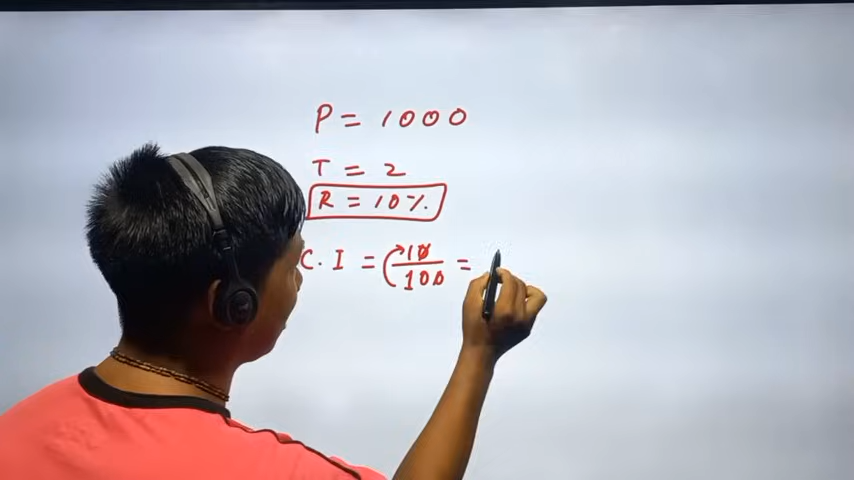 P = 1000
T = 2
R = 10%.
C.I = 10/100 =